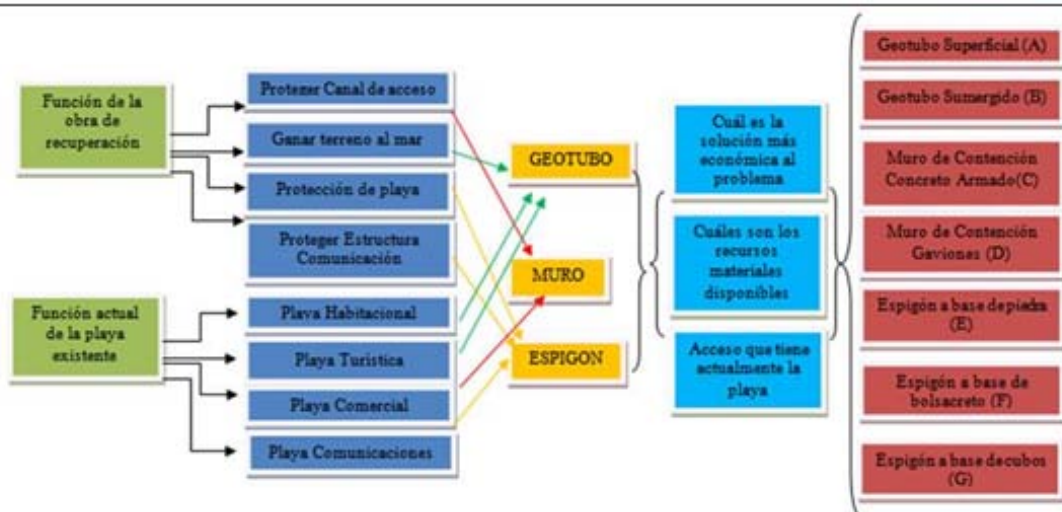 Función de la
obra de
recuperación
Función actual
de la playa
existente
Proteger Canal de acceso
Ganar terreno al mar
Protección de playa
Proteger Estructura
Comunicación
Playa Habitacional
Playa Turística
Playa Comercial
Playa Comunicaciones
GEOTUBO
MURO
ESPIGON
Cuál es la
solución más
económica al
problema
Cuáles son los
recursos
materiales
disponibles
Acceso que tiene
actualmente la
playa
Geotubo Superficial (A)
Geotubo Sumergido (B)
Muro de Contención
Concreto Armado(C)
Muro de Contención
Gaviones (D)
Espigón a base de piedra
(E)
Espigón a base de
bolsacreto (F)
Espigón a base de cubos
(G)